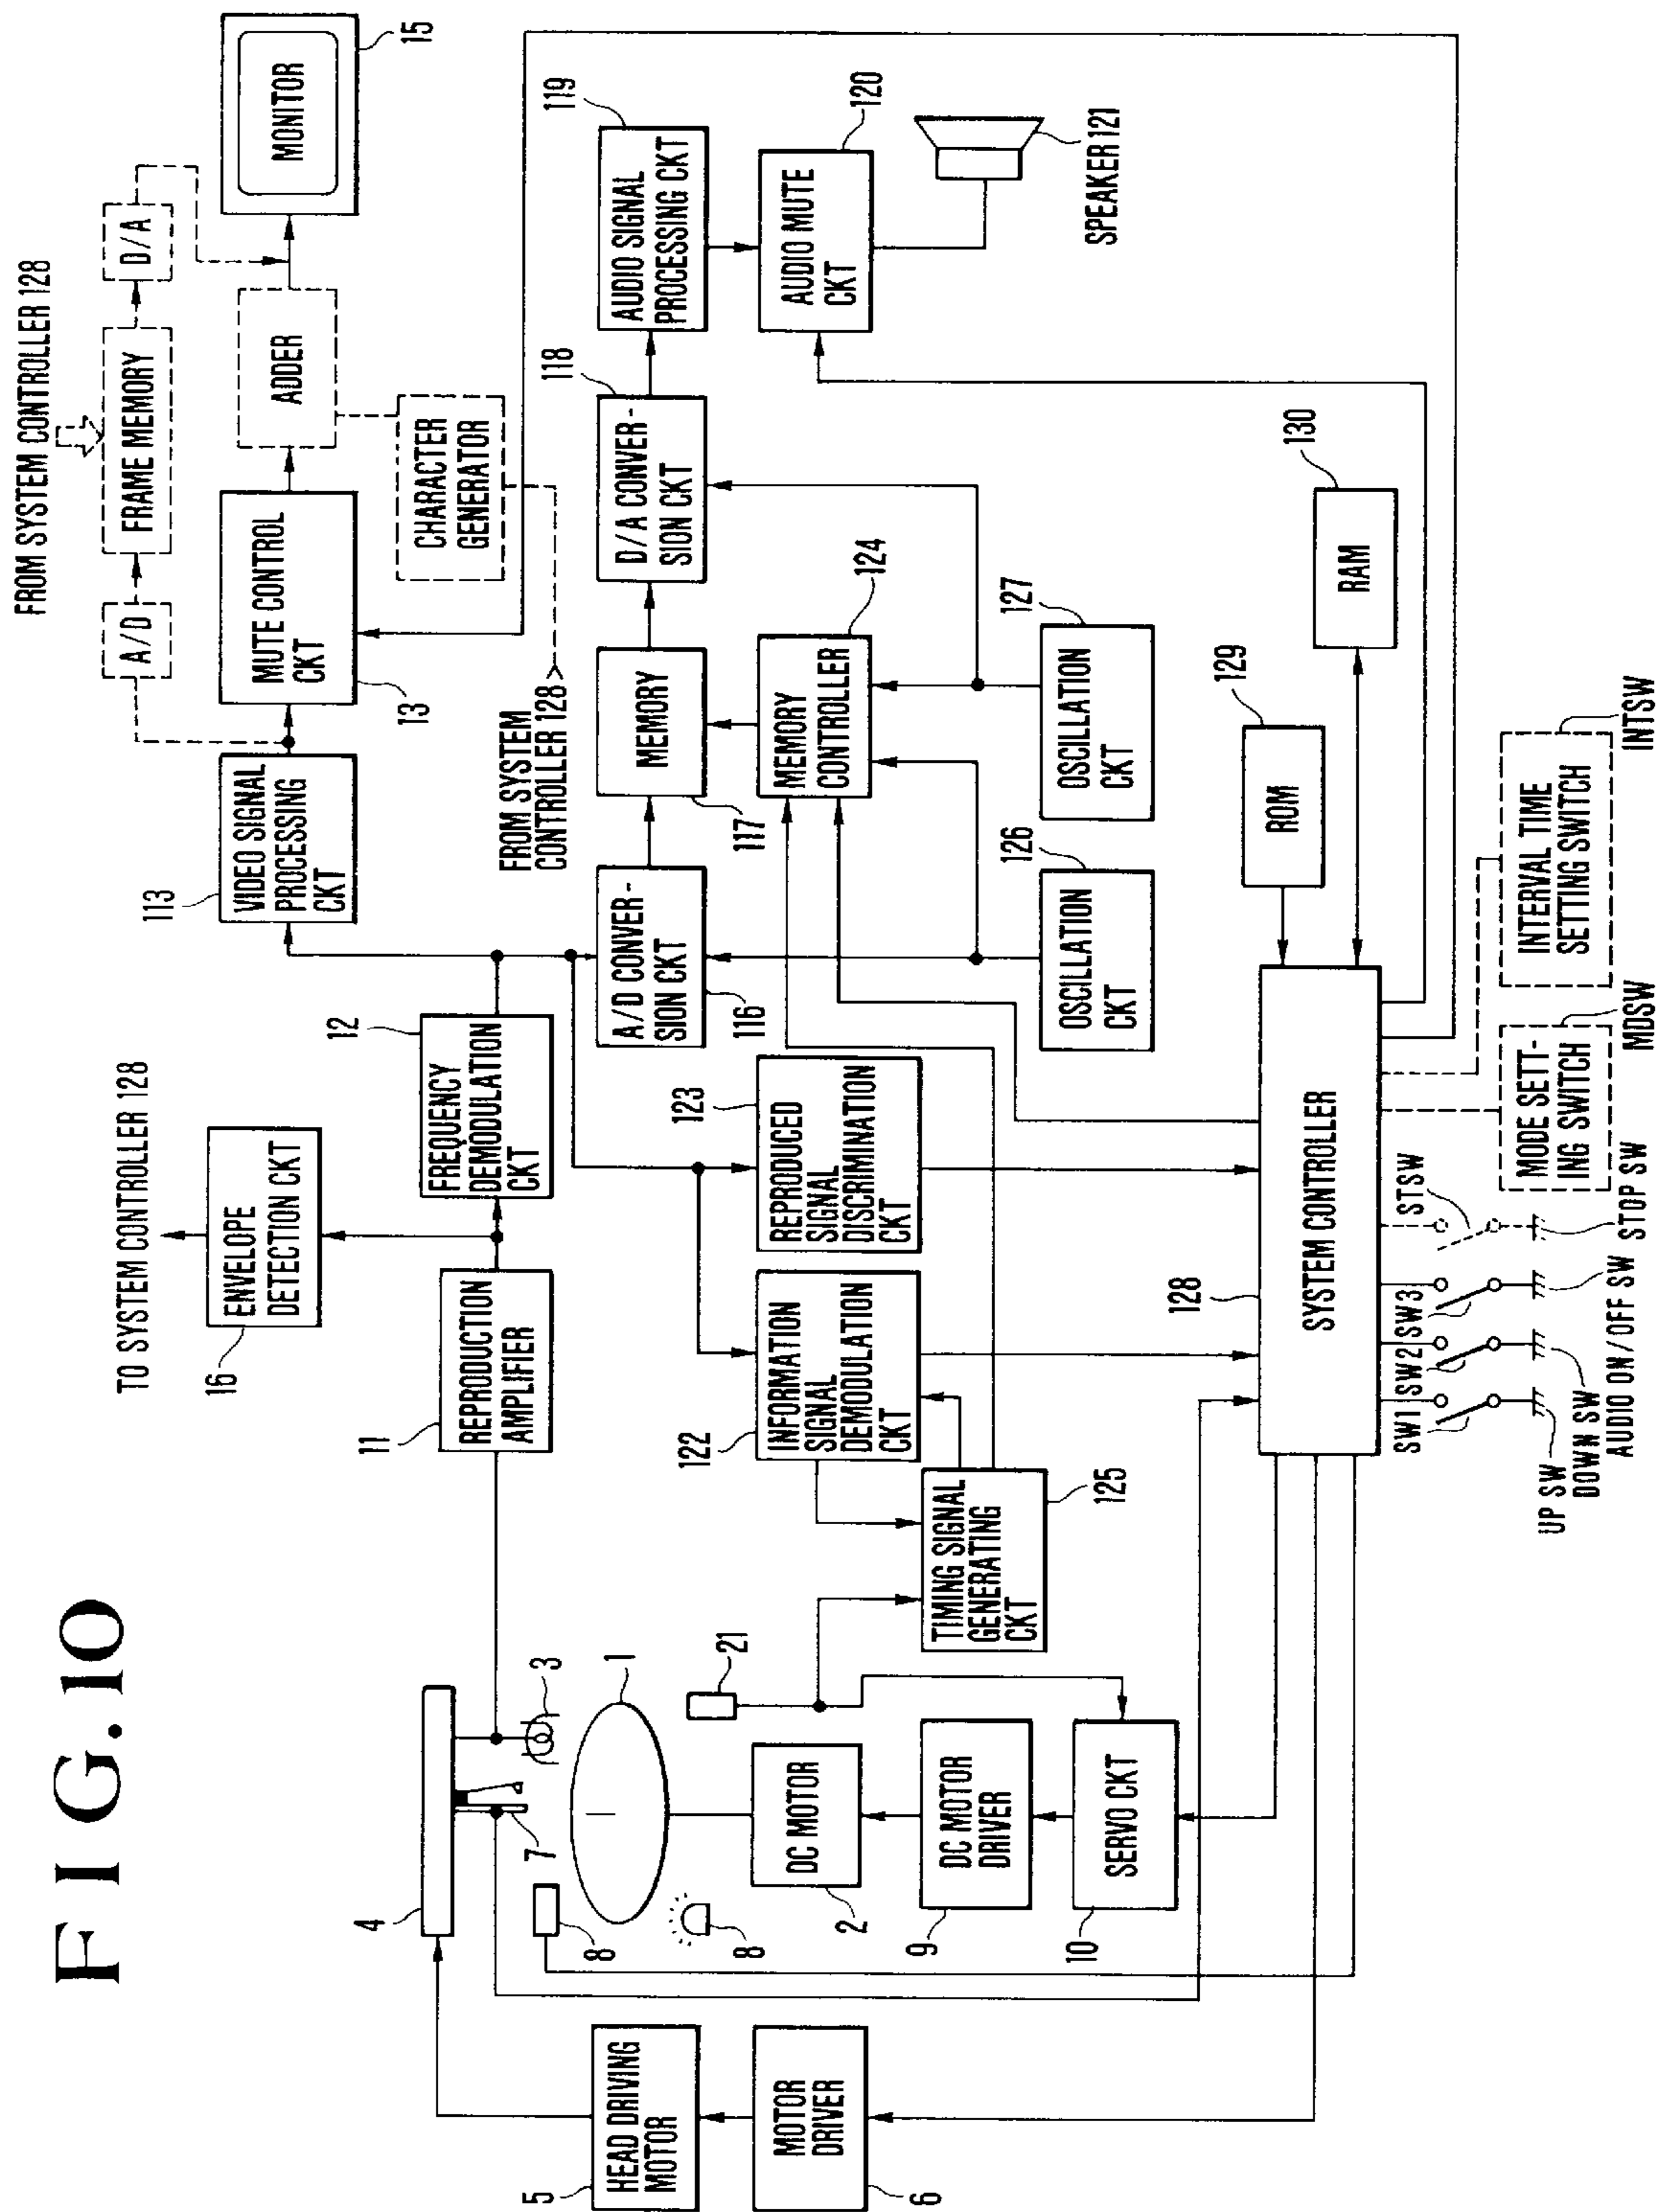 FIG.10
TO SYSTEM CONTROLLER 128
FROM SYSTEM CONTROLLER 128
16
ENVELOPE
DETECTION CKT
A/D
FRAME MEMORY
D/A
113
VIDEO SIGNAL
PROCESSING
CKT
13
MUTE CONTROL
CKT
ADDER
MONITOR
15
CHARACTER
GENERATOR
FROM SYSTEM
CONTROLLER 128
4
11
REPRODUCTION
AMPLIFIER
12
FREQUENCY
DEMODULATION
CKT
5
HEAD DRIVING
MOTOR
6
MOTOR
DRIVER
7
3
8
1
8
21
2
DC MOTOR
9
DC MOTOR
DRIVER
10
SERVO CKT
116
A/D CONVER-
SION CKT
117
MEMORY
118
D/A CONVER-
SION CKT
119
AUDIO SIGNAL
PROCESSING CKT
120
AUDIO MUTE
CKT
SPEAKER 121
122
INFORMATION
SIGNAL
DEMODULATION
CKT
123
REPRODUCED
SIGNAL
DISCRIMINATION
CKT
124
MEMORY
CONTROLLER
125
TIMING SIGNAL
GENERATING
CKT
126
OSCILLATION
CKT
127
OSCILLATION
CKT
128
SYSTEM CONTROLLER
129
ROM
130
RAM
SW1
SW2
SW3
STSW
UP SW
DOWN SW
AUDIO ON/OFF SW
STOP SW
MODE SETT-
ING SWITCH
MDSW
INTERVAL TIME
SETTING SWITCH
INTSW